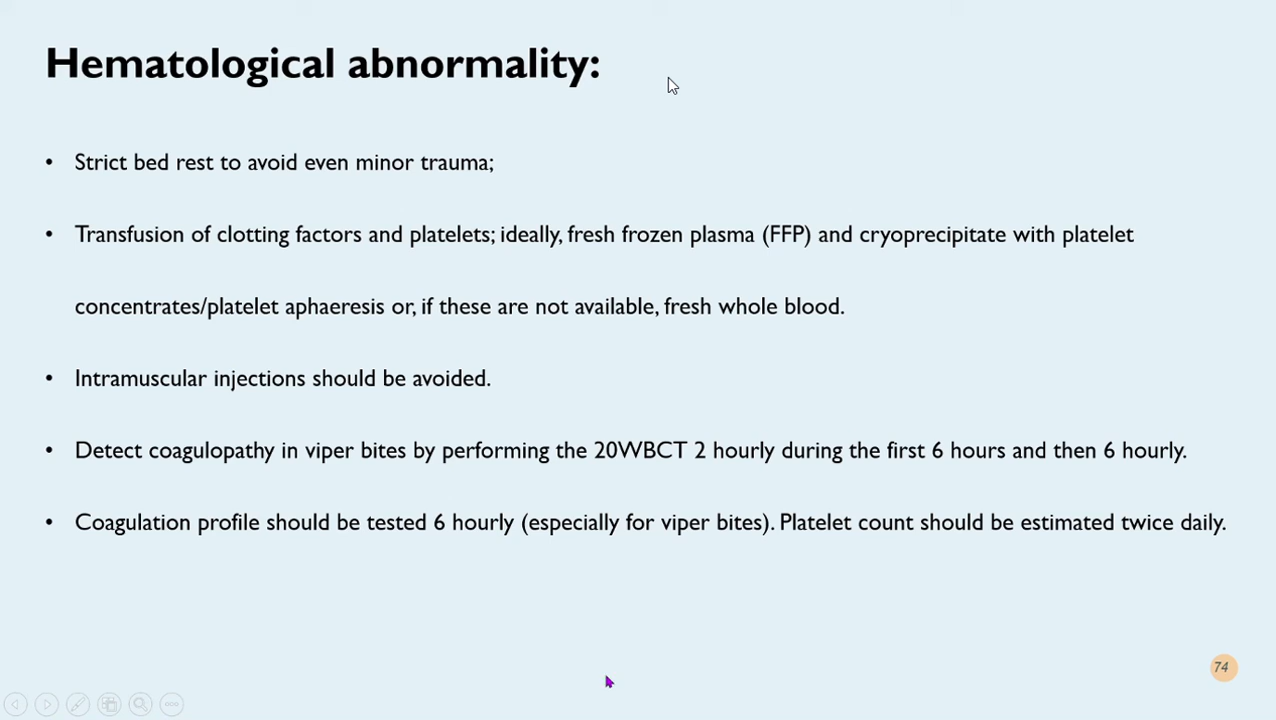 Hematological abnormality:
• Strict bed rest to avoid even minor trauma;
• Transfusion of clotting factors and platelets; ideally, fresh frozen plasma (FFP) and cryoprecipitate with platelet
concentrates/platelet aphaeresis or, if these are not available, fresh whole blood.
• Intramuscular injections should be avoided.
• Detect coagulopathy in viper bites by performing the 20WBCT 2 hourly during the first 6 hours and then 6 hourly.
• Coagulation profile should be tested 6 hourly (especially for viper bites). Platelet count should be estimated twice daily.
74